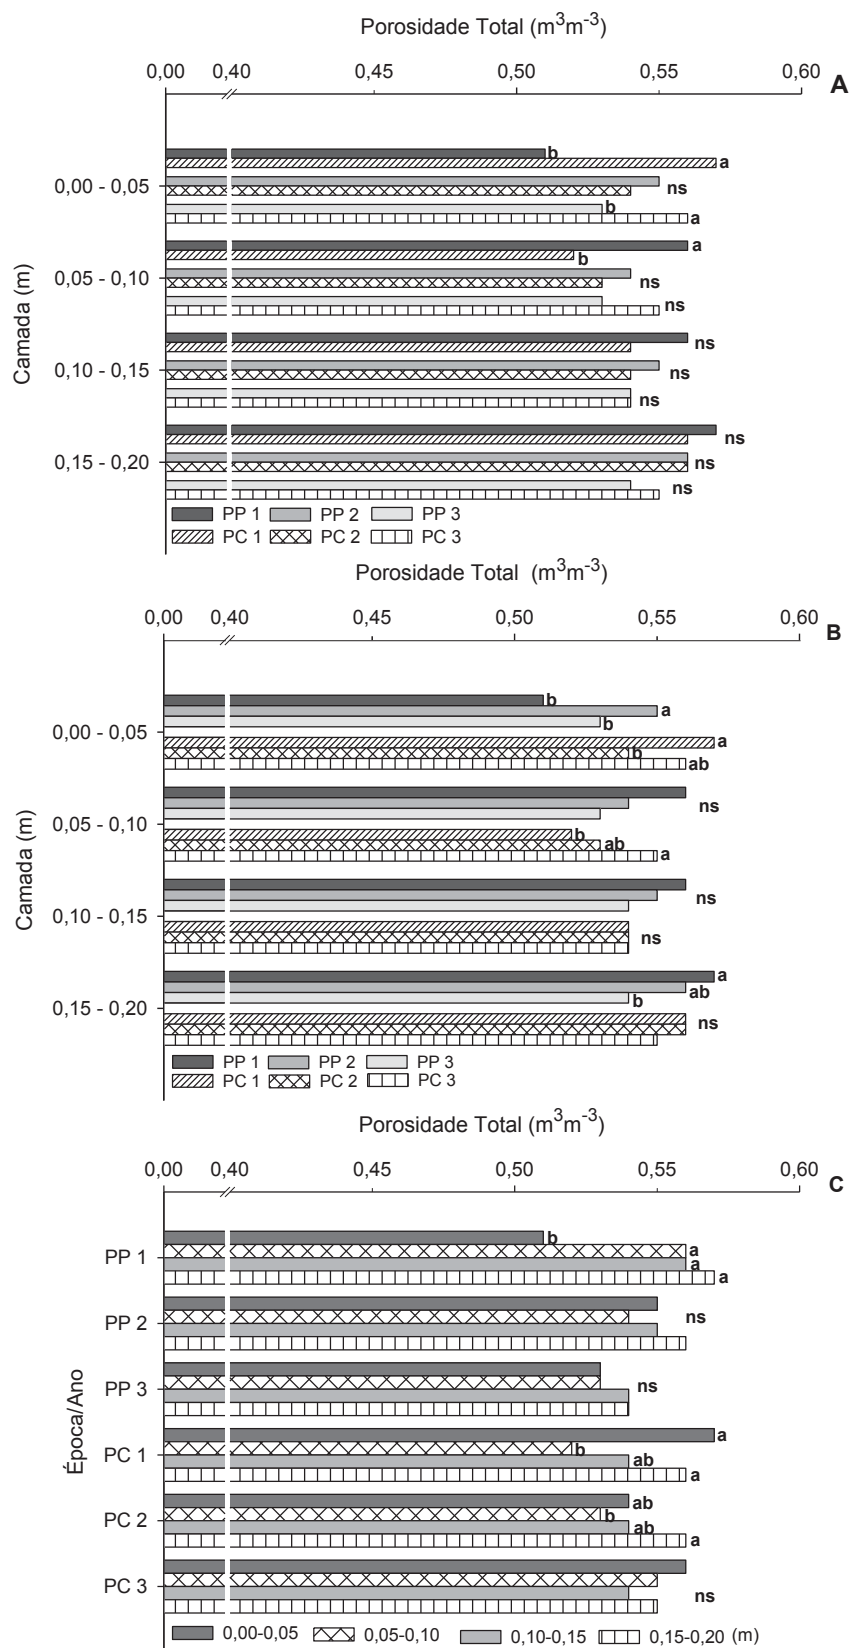 Porosidade Total (m³m⁻³)
0,00 0,40 0,45 0,50 0,55 0,60
A
b
a
0,00 - 0,05
ns
b
a
a
b
0,05 - 0,10
ns
ns
ns
0,10 - 0,15
ns
ns
ns
0,15 - 0,20
ns
ns
Camada (m)
PP 1 PP 2 PP 3
PC 1 PC 2 PC 3
Porosidade Total (m³m⁻³)
0,00 0,40 0,45 0,50 0,55 0,60
B
b
a
b
0,00 - 0,05
a
b
ab
ns
0,05 - 0,10
b
ab
a
ns
0,10 - 0,15
ns
a
ab
b
0,15 - 0,20
ns
Camada (m)
PP 1 PP 2 PP 3
PC 1 PC 2 PC 3
Porosidade Total (m³m⁻³)
0,00 0,40 0,45 0,50 0,55 0,60
C
b
PP 1
a
a
a
PP 2
ns
PP 3
ns
a
PC 1
b
ab
a
ab
PC 2
b
ab
a
PC 3
ns
Época/Ano
0,00-0,05 0,05-0,10 0,10-0,15 0,15-0,20 (m)